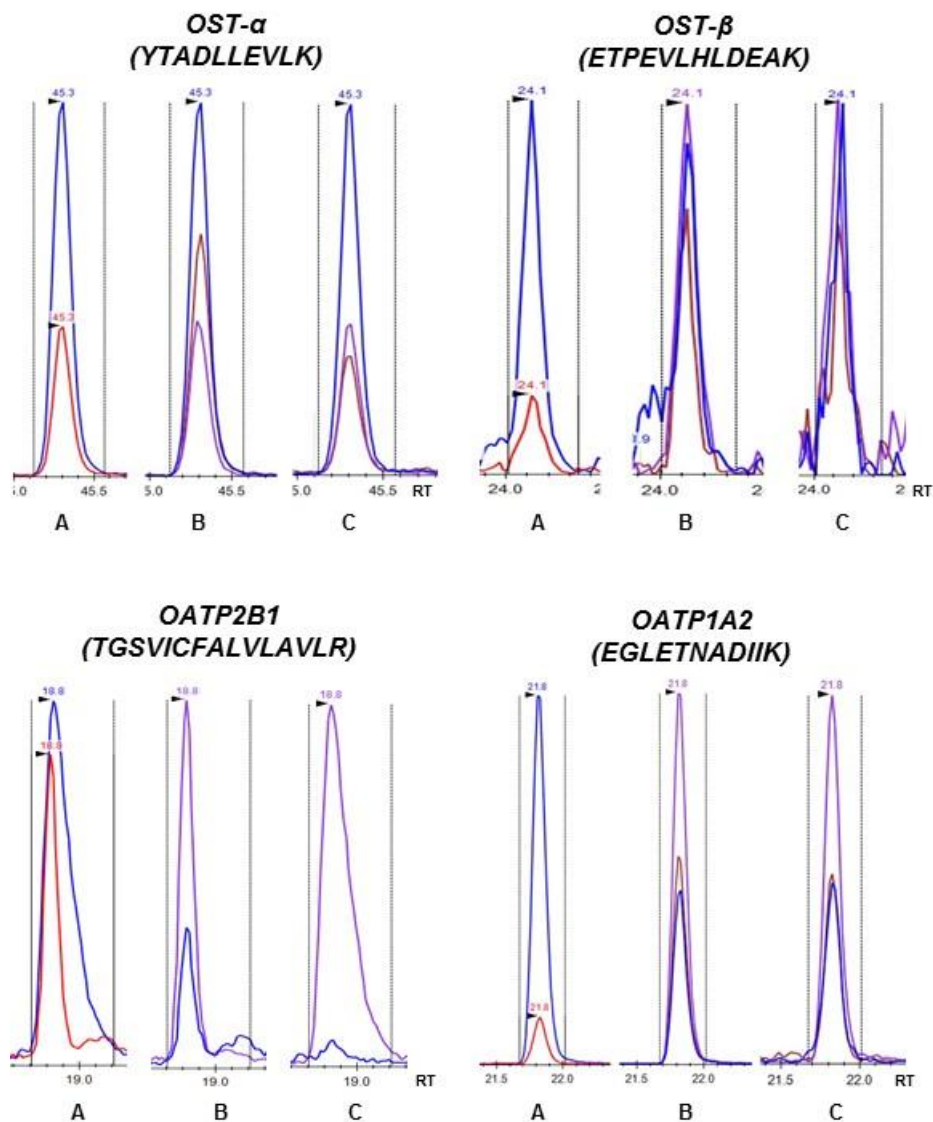 OST-α
(YTADLLEVLK)
OST-β
(ETPEVLHLDEAK)
45.3
45.3
45.3
45.3
24.1
24.1
24.1
24.1
5.0 45.5
5.0 45.5
5.0 45.5 RT
24.0 2
24.0 2
24.0 2 RT
A B C
A B C
OATP2B1
(TGSVICFALVLAVLR)
OATP1A2
(EGLETNADIIK)
18.8
18.8
18.8
18.8
21.8
21.8
21.8
21.8
19.0
19.0
19.0 RT
21.5 22.0
21.5 22.0
21.5 22.0 RT
A B C
A B C